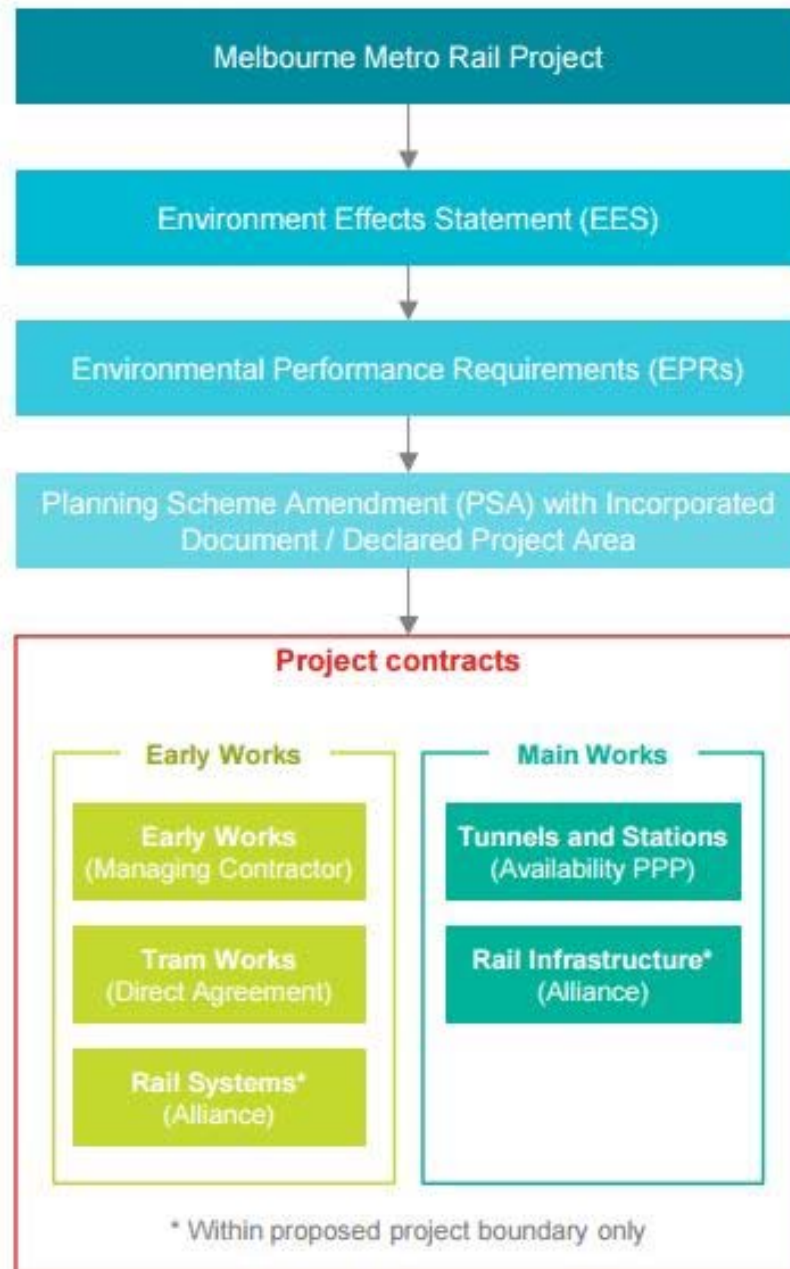 Melbourne Metro Rail Project
Environment Effects Statement (EES)
Environmental Performance Requirements (EPRs)
Planning Scheme Amendment (PSA) with Incorporated
Document / Declared Project Area
Project contracts
Early Works
Early Works
(Managing Contractor)
Tram Works
(Direct Agreement)
Rail Systems*
(Alliance)
Main Works
Tunnels and Stations
(Availability PPP)
Rail Infrastructure*
(Alliance)
* Within proposed project boundary only